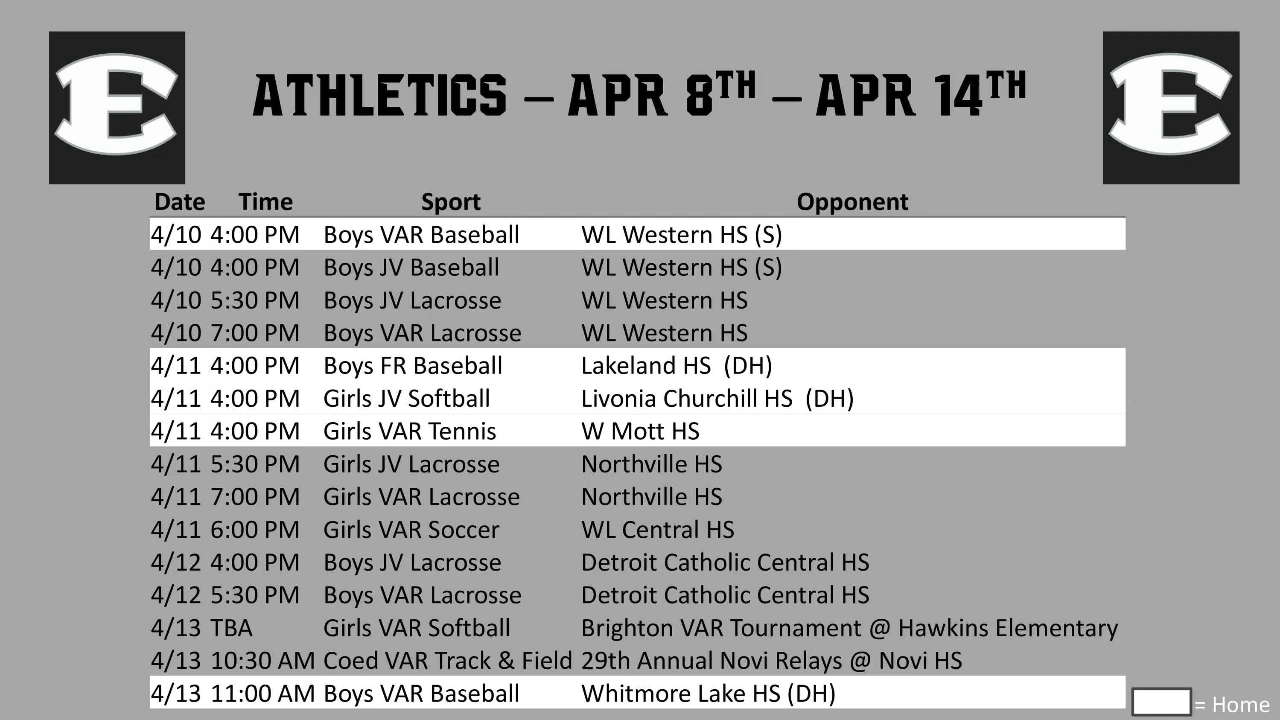 E
E
ATHLETICS – APR 8TH – APR 14TH
Date Time Sport Opponent
4/10 4:00 PM Boys VAR Baseball WL Western HS (S)
4/10 4:00 PM Boys JV Baseball WL Western HS (S)
4/10 5:30 PM Boys JV Lacrosse WL Western HS
4/10 7:00 PM Boys VAR Lacrosse WL Western HS
4/11 4:00 PM Boys FR Baseball Lakeland HS (DH)
4/11 4:00 PM Girls JV Softball Livonia Churchill HS (DH)
4/11 4:00 PM Girls VAR Tennis W Mott HS
4/11 5:30 PM Girls JV Lacrosse Northville HS
4/11 7:00 PM Girls VAR Lacrosse Northville HS
4/11 6:00 PM Girls VAR Soccer WL Central HS
4/12 4:00 PM Boys JV Lacrosse Detroit Catholic Central HS
4/12 5:30 PM Boys VAR Lacrosse Detroit Catholic Central HS
4/13 TBA Girls VAR Softball Brighton VAR Tournament @ Hawkins Elementary
4/13 10:30 AM Coed VAR Track & Field 29th Annual Novi Relays @ Novi HS
4/13 11:00 AM Boys VAR Baseball Whitmore Lake HS (DH)
= Home